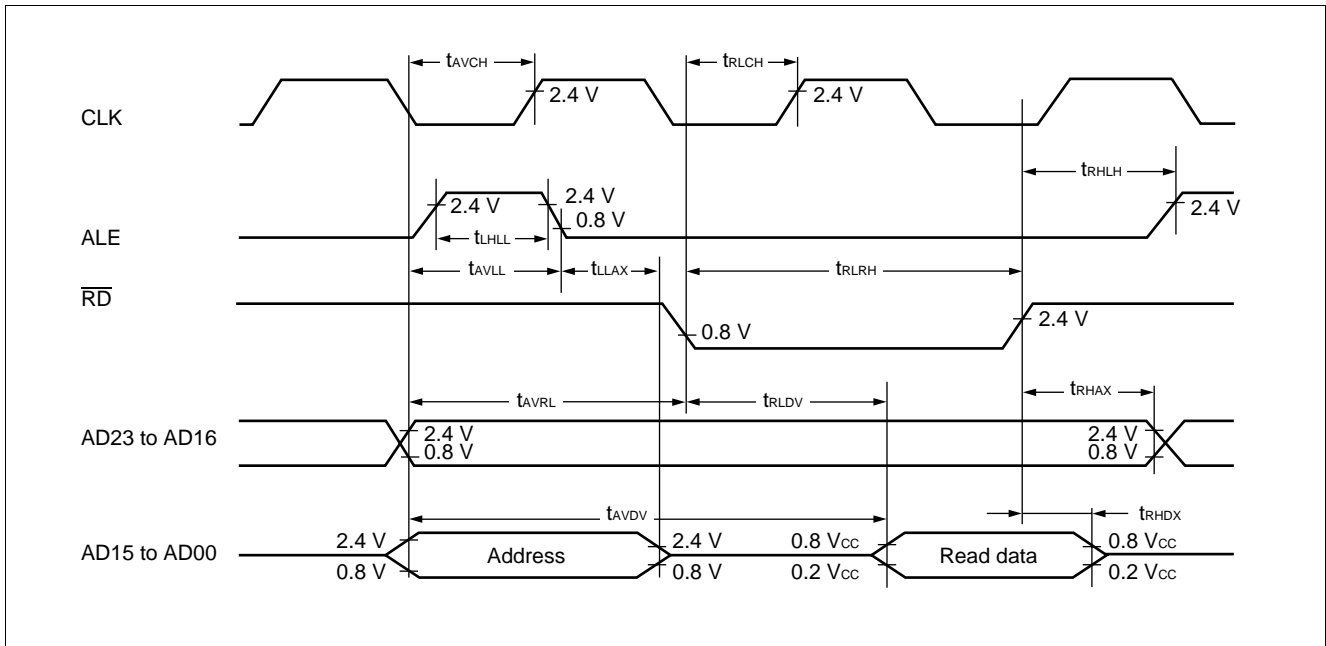 tAVCH
tRLCH
CLK
2.4 V
2.4 V
tRHLH
ALE
2.4 V
2.4 V
0.8 V
2.4 V
tLHLL
tAVLL
tLLAX
tRLRH
RD
0.8 V
2.4 V
tAVRL
tRLDV
tRHAX
AD23 to AD16
2.4 V
0.8 V
2.4 V
0.8 V
tAVDV
tRHDX
AD15 to AD00
2.4 V
0.8 V
Address
2.4 V
0.8 V
0.8 VCC
0.2 VCC
Read data
0.8 VCC
0.2 VCC